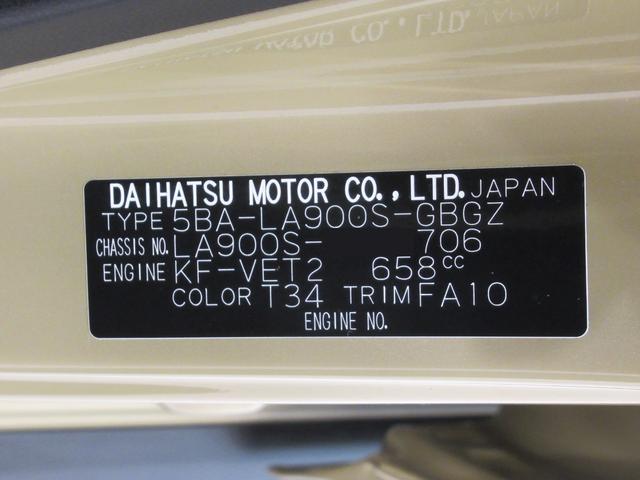 DAIHATSU MOTOR CO., LTD. JAPAN
TYPE 5BA-LA900S-GBGZ
CHASSIS NO. LA900S- 706
ENGINE KF-VET2 658cc
COLOR T34 TRIM FA10
ENGINE NO.